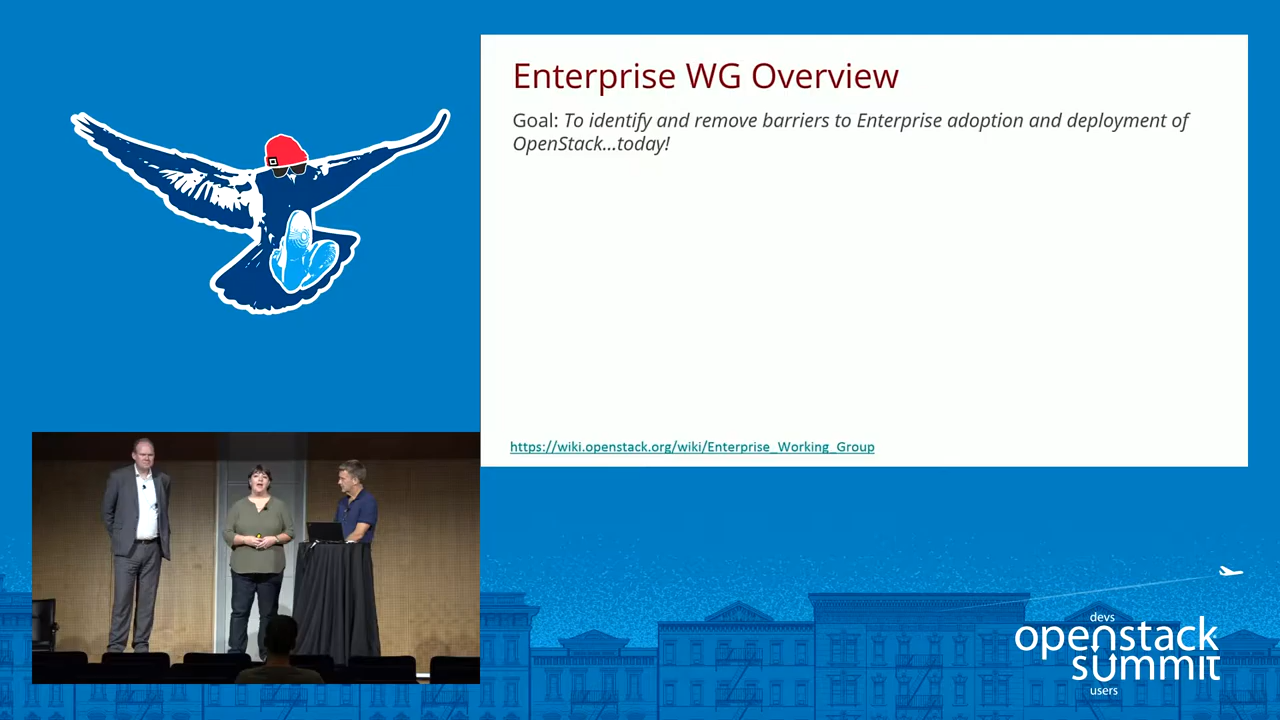 Enterprise WG Overview
Goal: To identify and remove barriers to Enterprise adoption and deployment of
OpenStack...today!
https://wiki.openstack.org/wiki/Enterprise_Working_Group
devs
openstack
summit
users